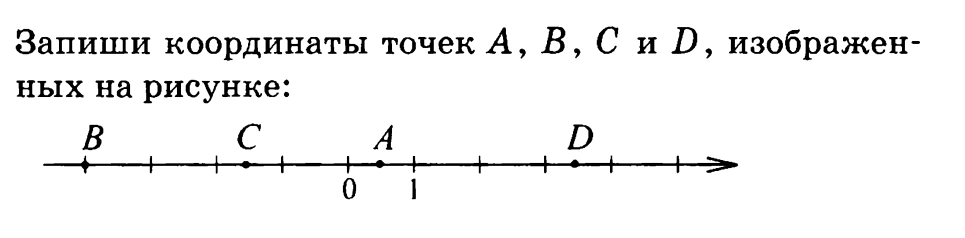 Запиши координаты точек A, B, C и D, изображен-
ных на рисунке:
B C A D
0 1